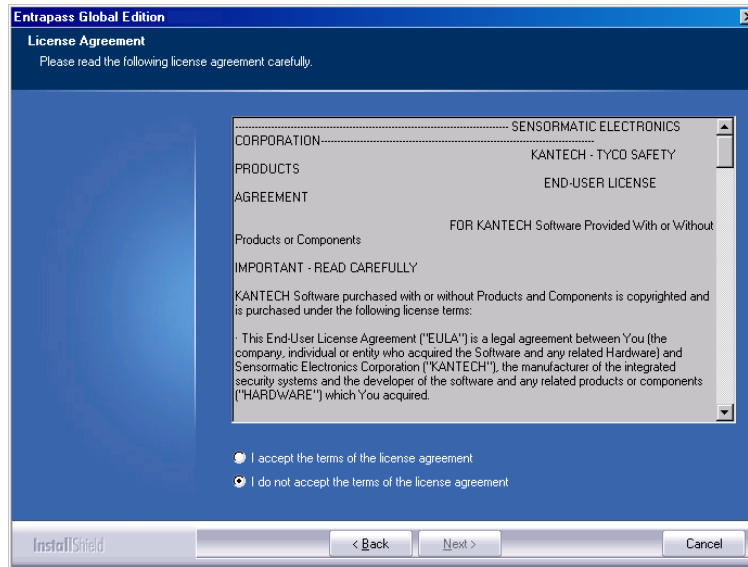 Entrapass Global Edition
License Agreement
Please read the following license agreement carefully.
------------------------------------------------------------------------ SENSORMATIC ELECTRONICS
CORPORATION------------------------------------------------------------------------
KANTECH - TYCO SAFETY
PRODUCTS
END-USER LICENSE
AGREEMENT
FOR KANTECH Software Provided With or Without
Products or Components
IMPORTANT - READ CAREFULLY
KANTECH Software purchased with or without Products and Components is copyrighted and
is purchased under the following license terms:
· This End-User License Agreement ("EULA") is a legal agreement between You (the
company, individual or entity who acquired the Software and any related Hardware) and
Sensormatic Electronics Corporation ("KANTECH"), the manufacturer of the integrated
security systems and the developer of the software and any related products or components
("HARDWARE") which You acquired.
I accept the terms of the license agreement
I do not accept the terms of the license agreement
InstallShield
< Back
Next >
Cancel